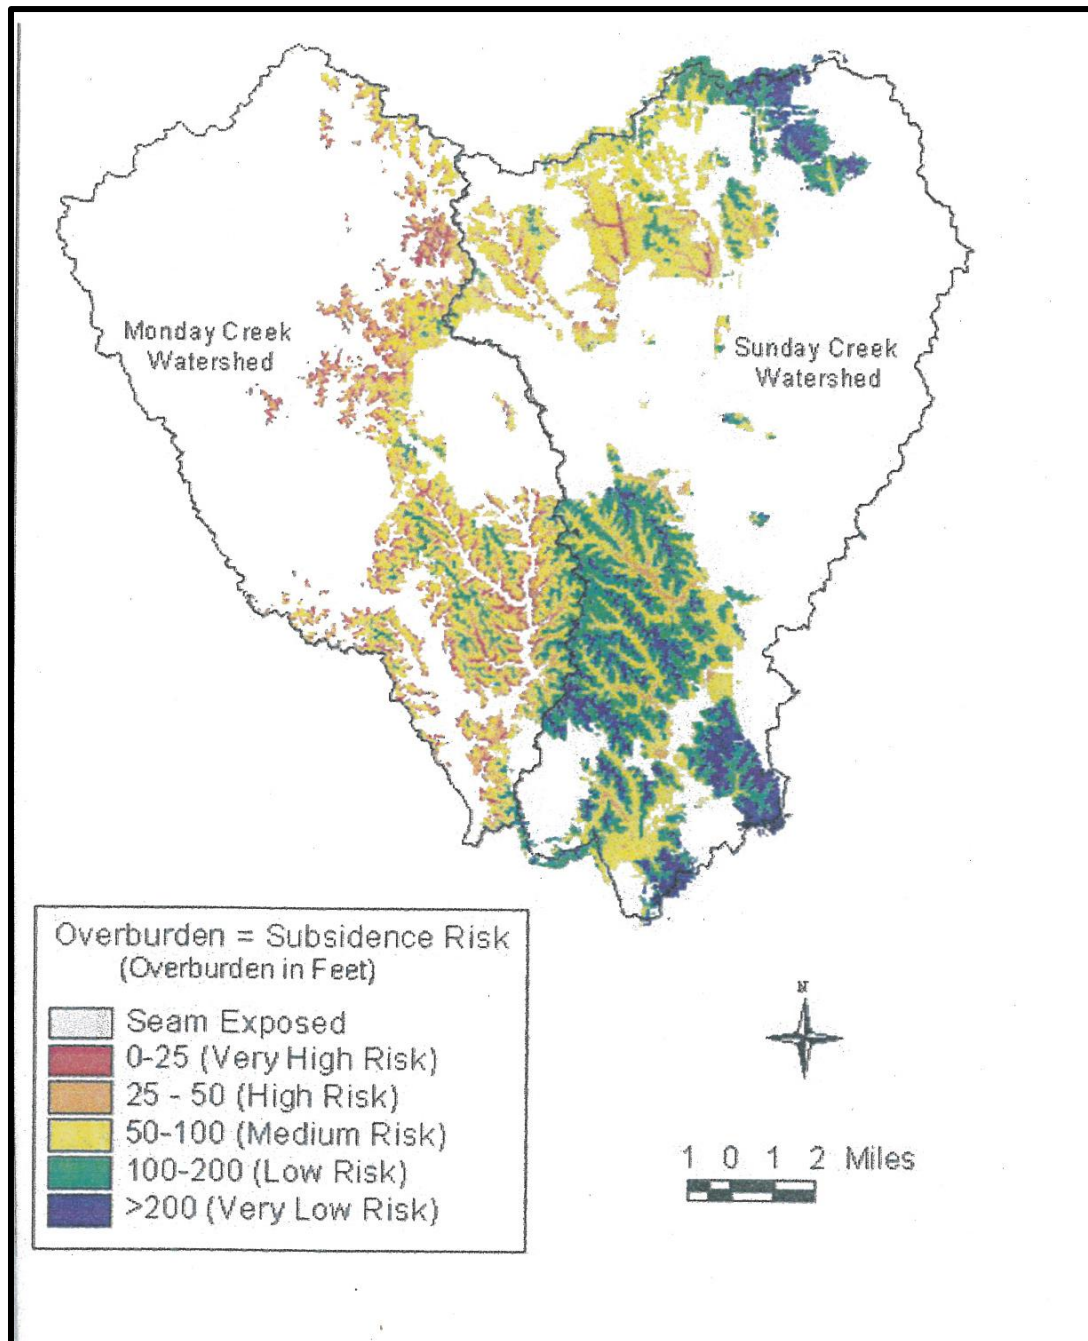 Monday Creek
Watershed
Sunday Creek
Watershed
Overburden = Subsidence Risk
(Overburden in Feet)
Seam Exposed
0-25 (Very High Risk)
25 - 50 (High Risk)
50-100 (Medium Risk)
100-200 (Low Risk)
>200 (Very Low Risk)
N
1 0 1 2 Miles